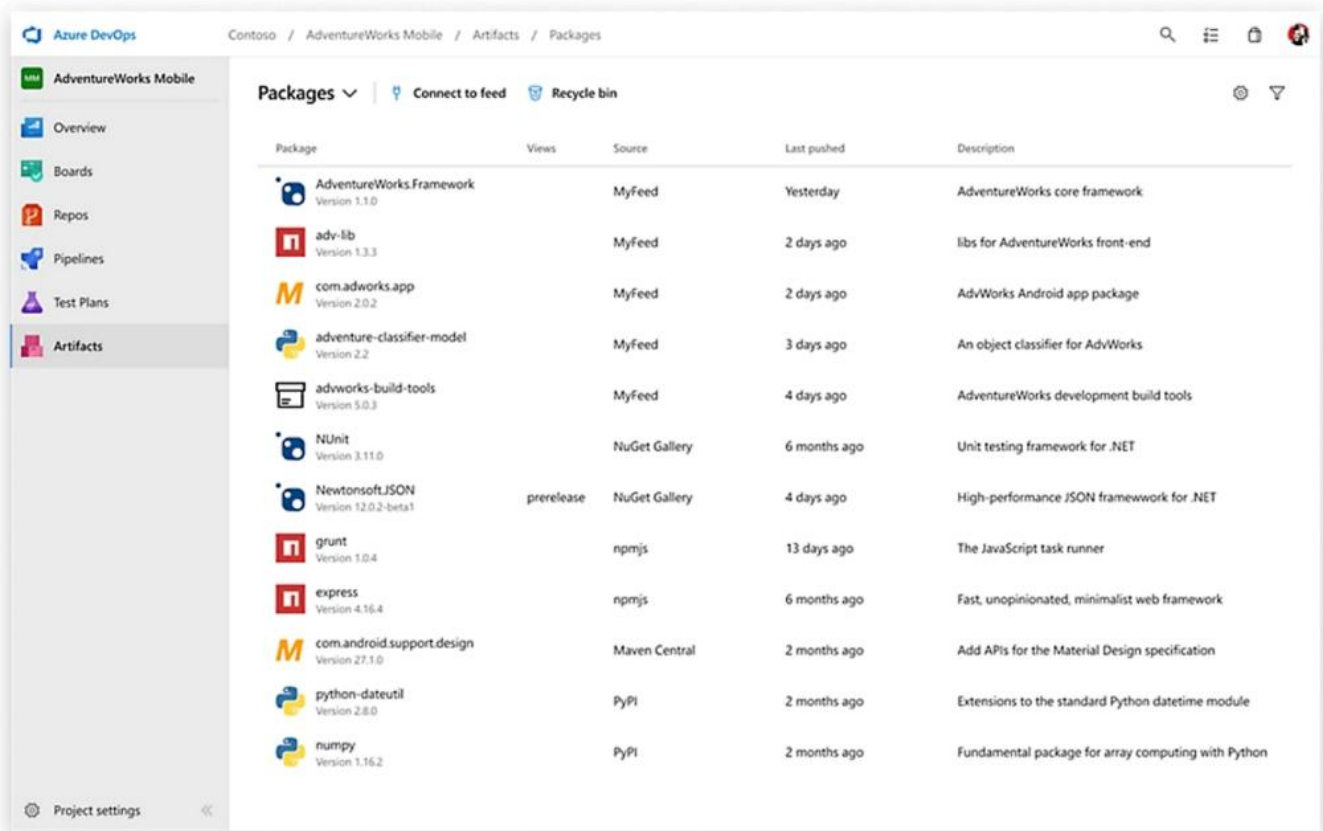 Azure DevOps
Contoso / AdventureWorks Mobile / Artifacts / Packages
MM AdventureWorks Mobile
Overview
Boards
Repos
Pipelines
Test Plans
Artifacts
Project settings
Packages Connect to feed Recycle bin
Package Views Source Last pushed Description
AdventureWorks.Framework
Version 1.1.0
MyFeed Yesterday AdventureWorks core framework
adv-lib
Version 1.3.3
MyFeed 2 days ago libs for AdventureWorks front-end
com.adworks.app
Version 2.0.2
MyFeed 2 days ago AdvWorks Android app package
adventure-classifier-model
Version 2.2
MyFeed 3 days ago An object classifier for AdvWorks
advworks-build-tools
Version 5.0.3
MyFeed 4 days ago AdventureWorks development build tools
NUnit
Version 3.11.0
NuGet Gallery 6 months ago Unit testing framework for .NET
Newtonsoft.JSON
Version 12.0.2-beta1
prerelease NuGet Gallery 4 days ago High-performance JSON framewwork for .NET
grunt
Version 1.0.4
npmjs 13 days ago The JavaScript task runner
express
Version 4.16.4
npmjs 6 months ago Fast, unopinionated, minimalist web framework
com.android.support.design
Version 27.1.0
Maven Central 2 months ago Add APIs for the Material Design specification
python-dateutil
Version 2.8.0
PyPI 2 months ago Extensions to the standard Python datetime module
numpy
Version 1.16.2
PyPI 2 months ago Fundamental package for array computing with Python